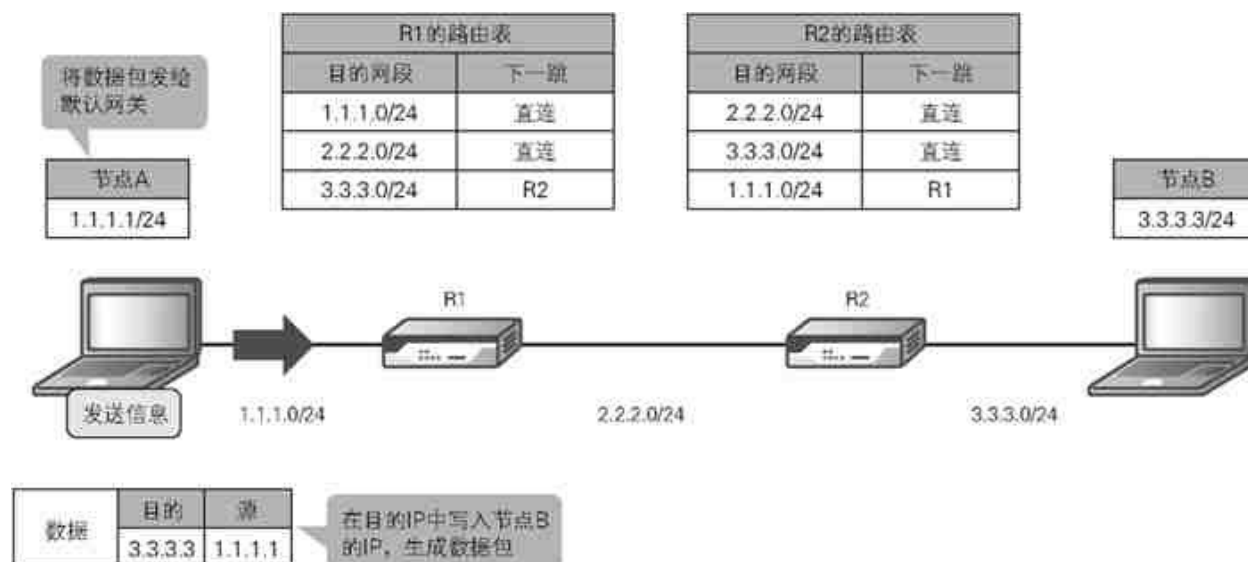 R1的路由表
目的网段 下一跳
1.1.1.0/24 直连
2.2.2.0/24 直连
3.3.3.0/24 R2
R2的路由表
目的网段 下一跳
2.2.2.0/24 直连
3.3.3.0/24 直连
1.1.1.0/24 R1
将数据包发给
默认网关
节点A
1.1.1.1/24
节点B
3.3.3.3/24
R1
R2
发送信息
1.1.1.0/24
2.2.2.0/24
3.3.3.0/24
数据
目的 源
3.3.3.3 1.1.1.1
在目的IP中写入节点B
的IP，生成数据包